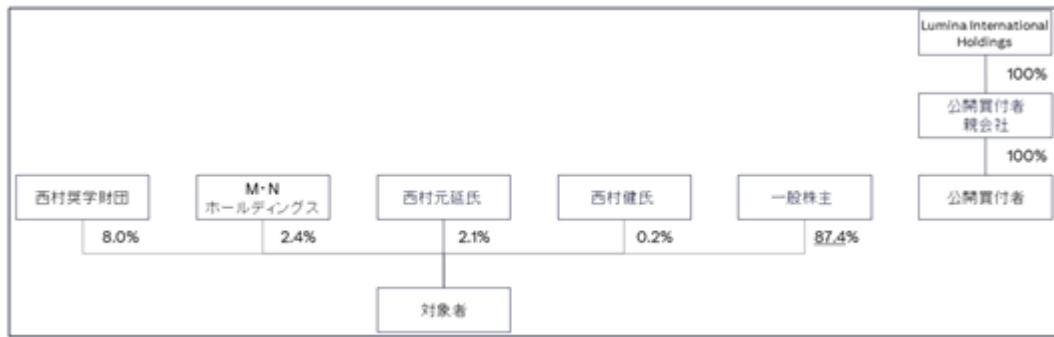 Lumina International
Holdings
100%
公開買付者
親会社
100%
西村奨学財団
M・N
ホールディングス
西村元延氏
西村健氏
一般株主
公開買付者
8.0%
2.4%
2.1%
0.2%
87.4%
対象者